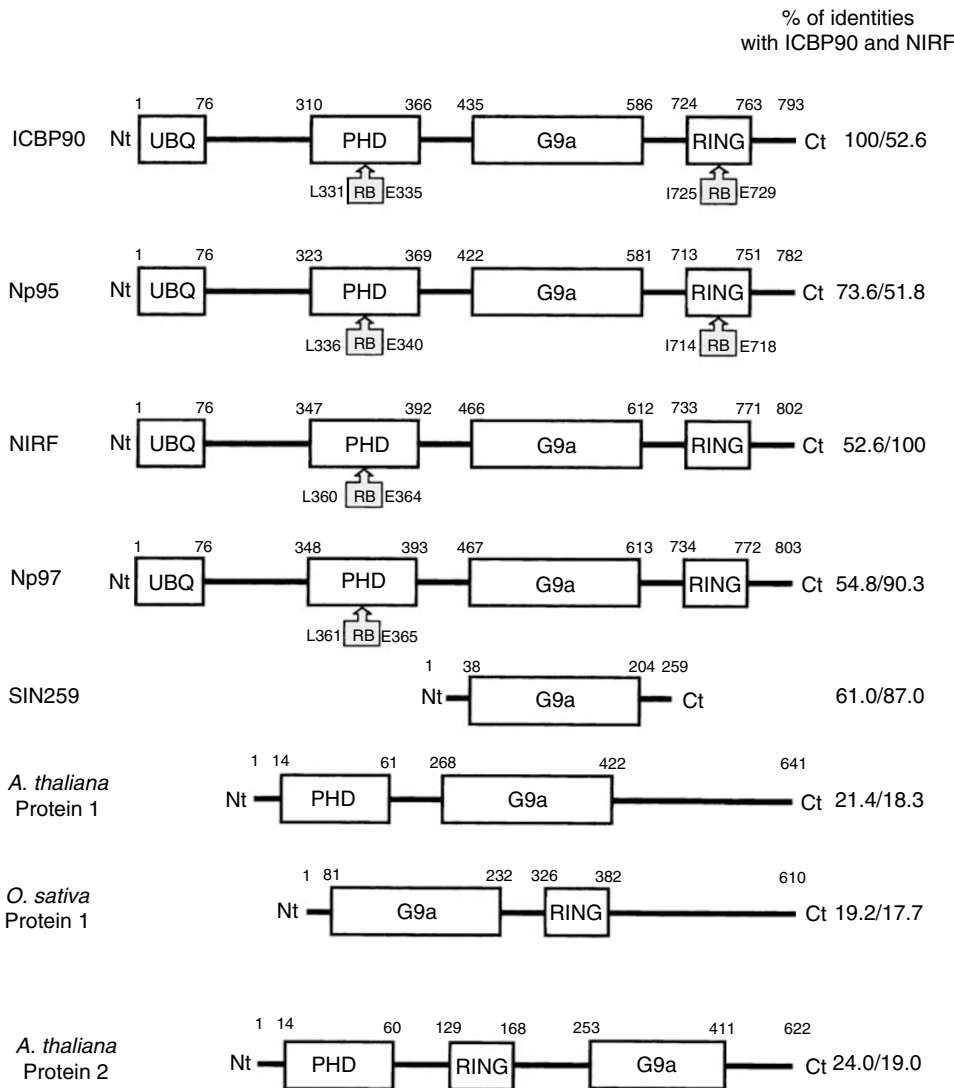 % of identities
with ICBP90 and NIRF
1 76 310 366 435 586 724 763 793
ICBP90 Nt UBQ PHD G9a RING Ct 100/52.6
L331 RB E335 I725 RB E729
1 76 323 369 422 581 713 751 782
Np95 Nt UBQ PHD G9a RING Ct 73.6/51.8
L336 RB E340 I714 RB E718
1 76 347 392 466 612 733 771 802
NIRF Nt UBQ PHD G9a RING Ct 52.6/100
L360 RB E364
1 76 348 393 467 613 734 772 803
Np97 Nt UBQ PHD G9a RING Ct 54.8/90.3
L361 RB E365
1 38 204 259
SIN259 Nt G9a Ct 61.0/87.0
1 14 61 268 422 641
A. thaliana
Protein 1 Nt PHD G9a Ct 21.4/18.3
1 81 232 326 382 610
O. sativa
Protein 1 Nt G9a RING Ct 19.2/17.7
1 14 60 129 168 253 411 622
A. thaliana
Protein 2 Nt PHD RING G9a Ct 24.0/19.0